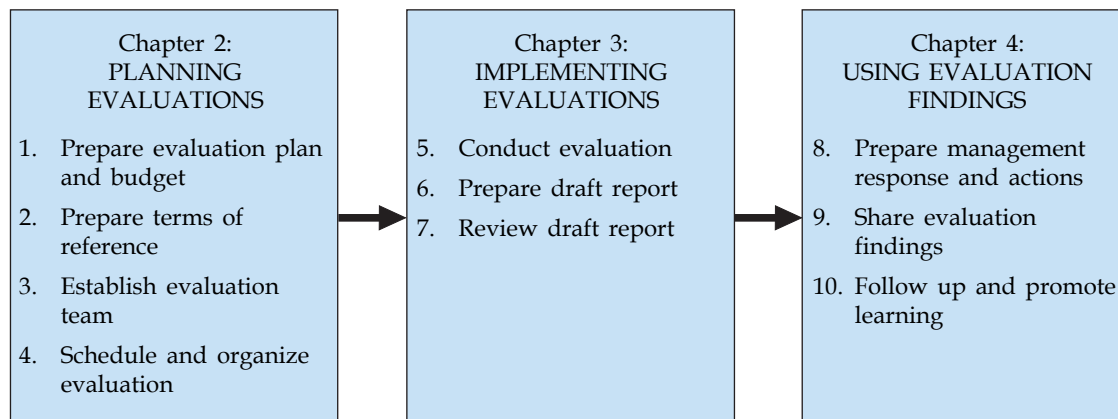 Chapter 2:
PLANNING
EVALUATIONS
1. Prepare evaluation plan
and budget
2. Prepare terms of
reference
3. Establish evaluation
team
4. Schedule and organize
evaluation
Chapter 3:
IMPLEMENTING
EVALUATIONS
5. Conduct evaluation
6. Prepare draft report
7. Review draft report
Chapter 4:
USING EVALUATION
FINDINGS
8. Prepare management
response and actions
9. Share evaluation
findings
10. Follow up and promote
learning